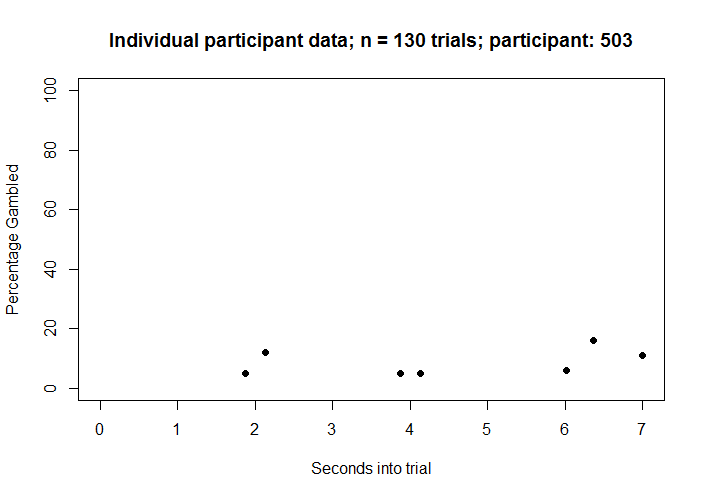 Individual participant data; n = 130 trials; participant: 503
Percentage Gambled
100
80
60
40
20
0
0 1 2 3 4 5 6 7
Seconds into trial